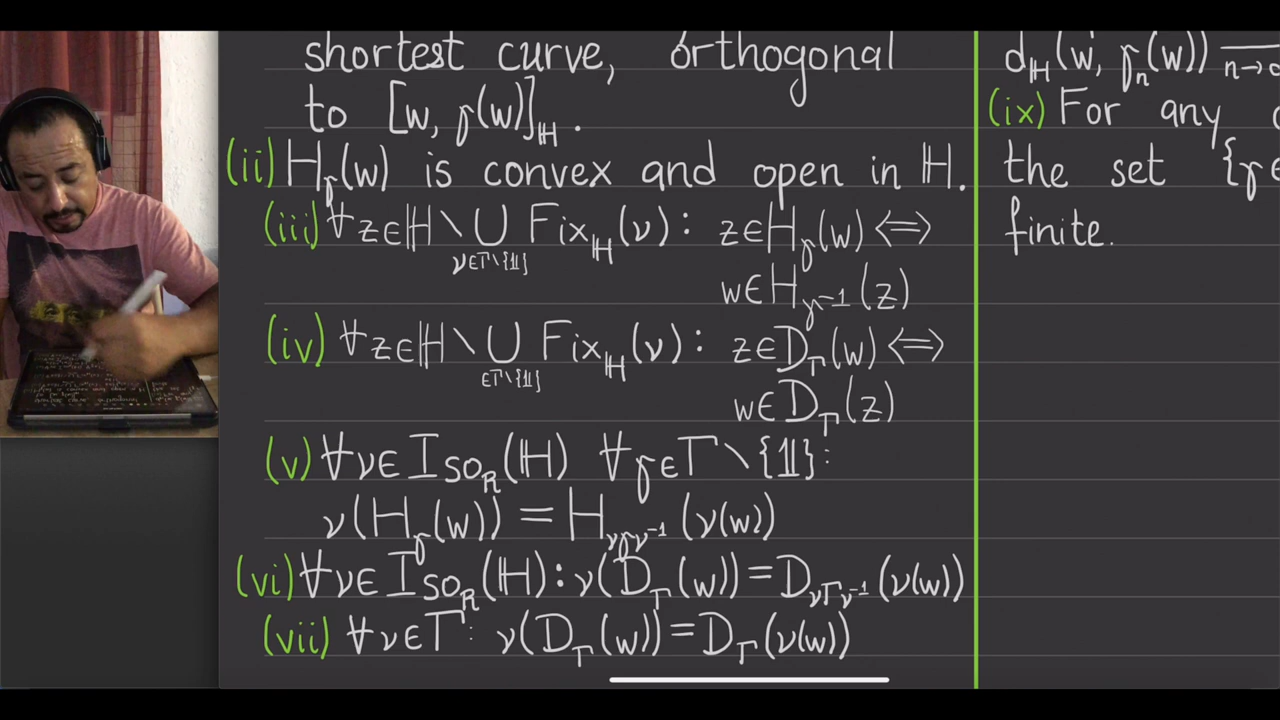 shortest curve, orthogonal
to [w, γ(w)]_ℍ.
(ii) H_γ(w) is convex and open in ℍ.
(iii) ∀z∈ℍ∖⋃_{ν∈Γ∖{𝟙}} Fix_ℍ(ν): z∈H_γ(w) ⟺
w∈H_{γ⁻¹}(z)
(iv) ∀z∈ℍ∖⋃_{∈Γ∖{𝟙}} Fix_ℍ(ν): z∈D_Γ(w) ⟺
w∈D_Γ(z)
(v) ∀ν∈Iso_ℝ(ℍ) ∀γ∈Γ∖{𝟙}:
ν(H_γ(w)) = H_{νγν⁻¹}(ν(w))
(vi) ∀ν∈Iso_ℝ(ℍ): ν(D_Γ(w)) = D_{νΓν⁻¹}(ν(w))
(vii) ∀ν∈Γ: ν(D_Γ(w)) = D_Γ(ν(w))
d_ℍ(w, γ_n(w)) ⟶_{n→
(ix) For any
the set {γ∈
finite.